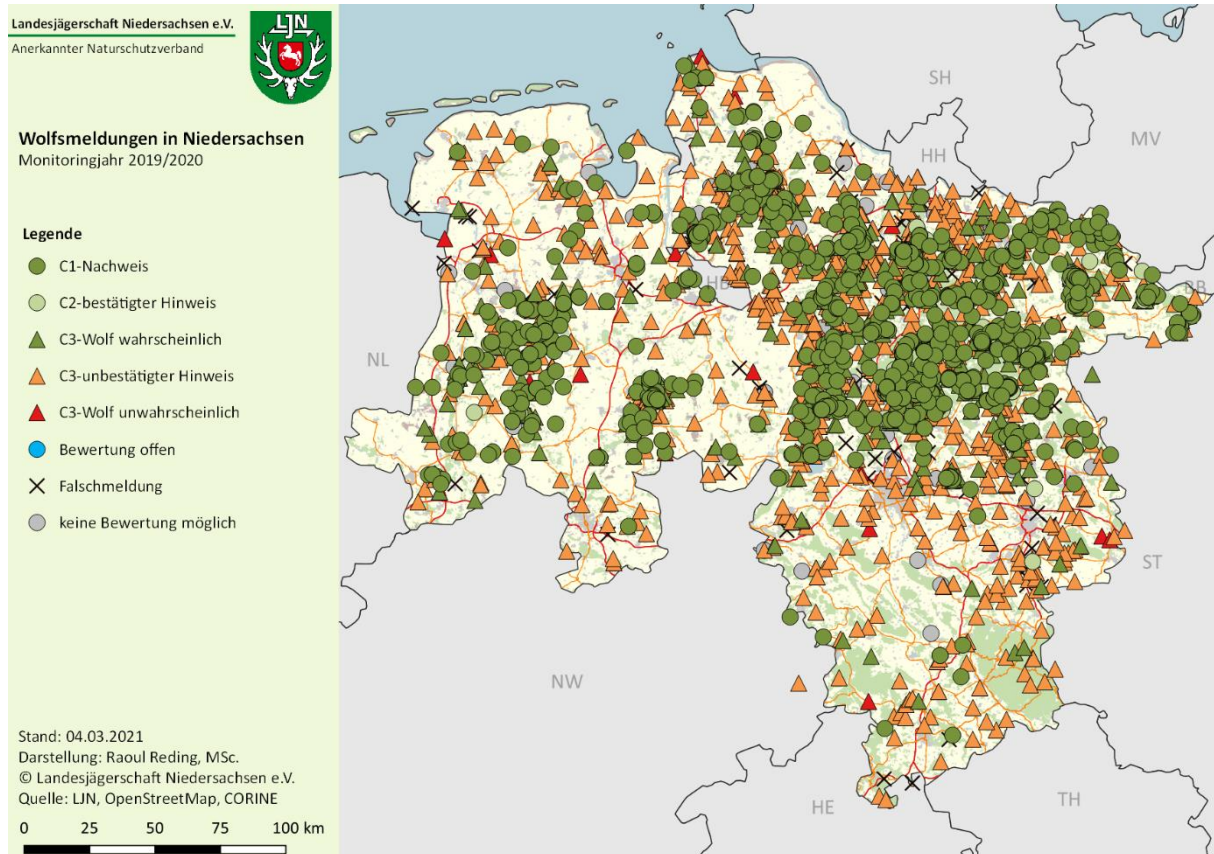 Landesjägerschaft Niedersachsen e.V.
Anerkannter Naturschutzverband
LJN
Wolfsmeldungen in Niedersachsen
Monitoringjahr 2019/2020
Legende
C1-Nachweis
C2-bestätigter Hinweis
C3-Wolf wahrscheinlich
C3-unbestätigter Hinweis
C3-Wolf unwahrscheinlich
Bewertung offen
Falschmeldung
keine Bewertung möglich
Stand: 04.03.2021
Darstellung: Raoul Reding, MSc.
© Landesjägerschaft Niedersachsen e.V.
Quelle: LJN, OpenStreetMap, CORINE
0 25 50 75 100 km
SH
MV
HH
HB
BB
NL
ST
NW
HE
TH